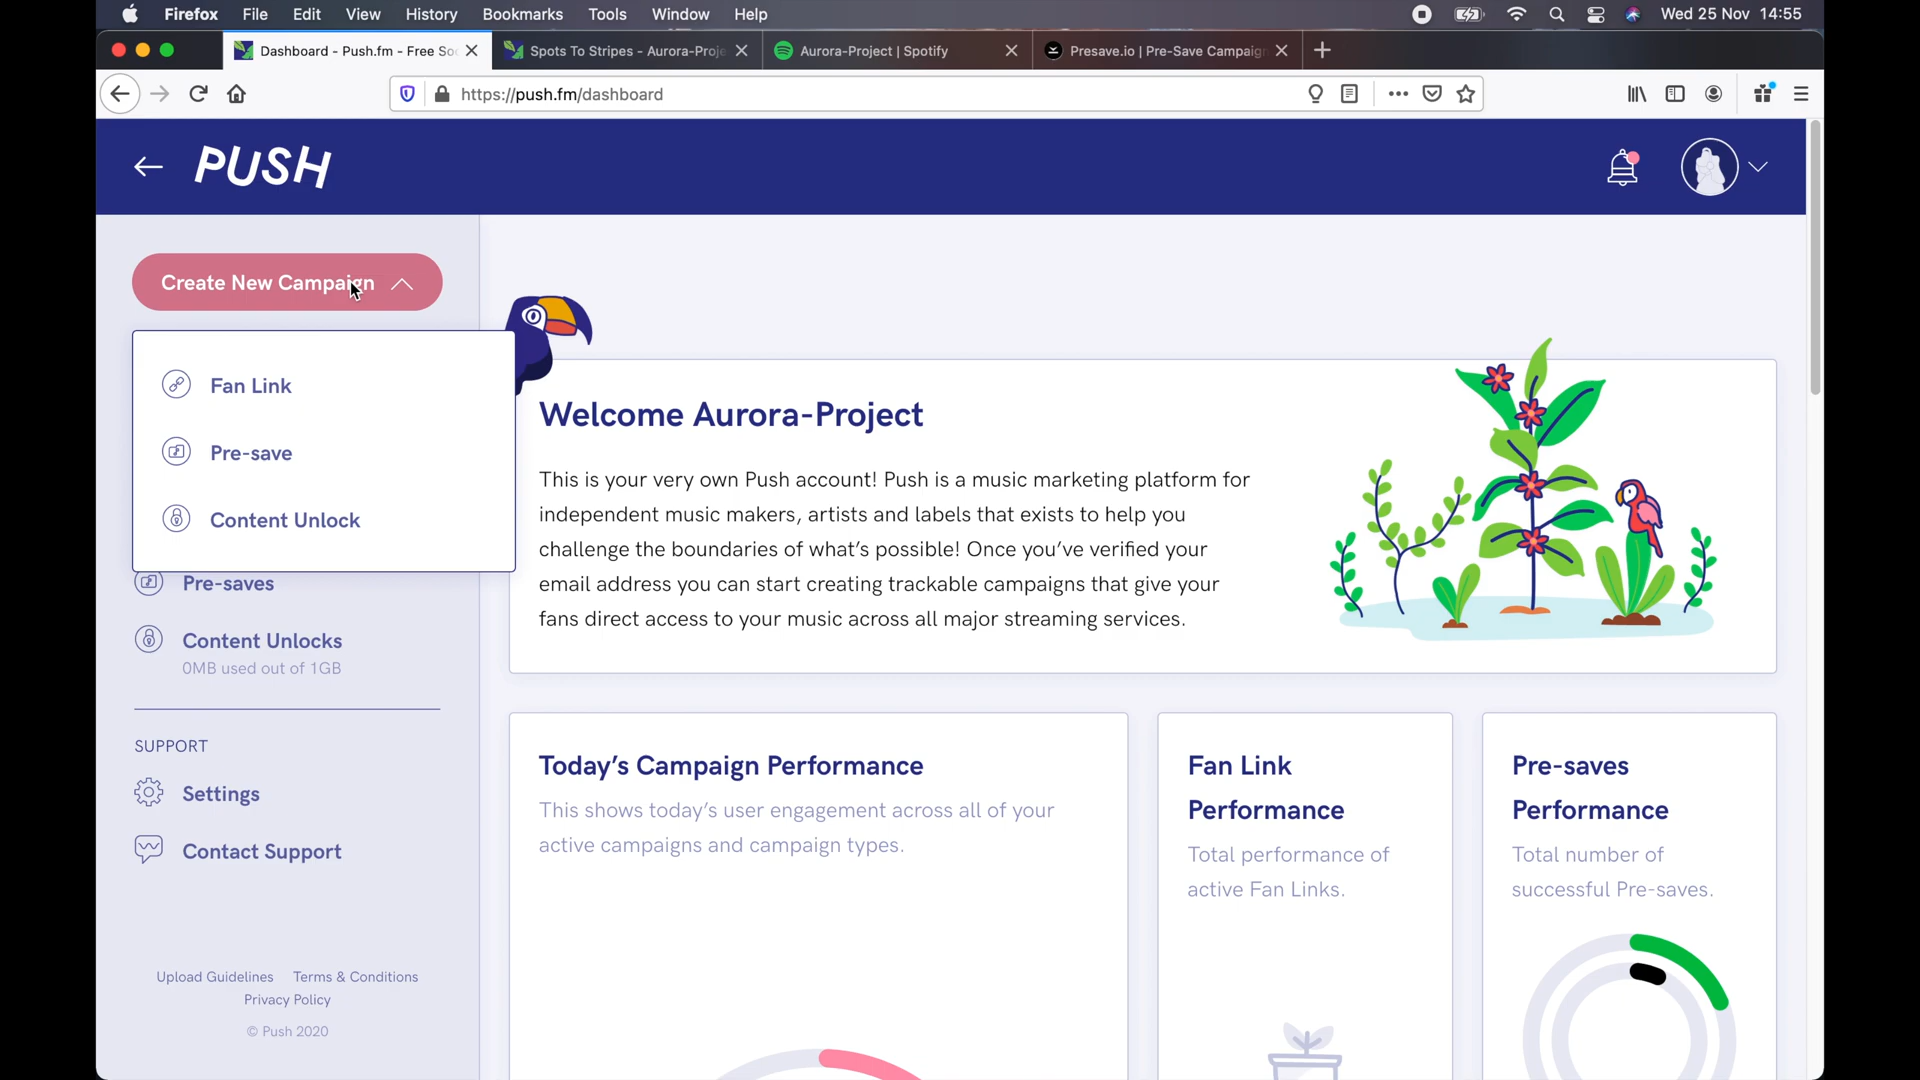 Firefox File Edit View History Bookmarks Tools Window Help Wed 25 Nov 14:55
Dashboard - Push.fm - Free Soc Spots To Stripes - Aurora-Proje Aurora-Project | Spotify Presave.io | Pre-Save Campaign
https://push.fm/dashboard
PUSH
Create New Campaign
Fan Link
Pre-save
Content Unlock
Pre-saves
Content Unlocks
0MB used out of 1GB
SUPPORT
Settings
Contact Support
Upload Guidelines Terms & Conditions
Privacy Policy
© Push 2020
Welcome Aurora-Project
This is your very own Push account! Push is a music marketing platform for
independent music makers, artists and labels that exists to help you
challenge the boundaries of what’s possible! Once you’ve verified your
email address you can start creating trackable campaigns that give your
fans direct access to your music across all major streaming services.
Today’s Campaign Performance
This shows today’s user engagement across all of your
active campaigns and campaign types.
Fan Link
Performance
Total performance of
active Fan Links.
Pre-saves
Performance
Total number of
successful Pre-saves.